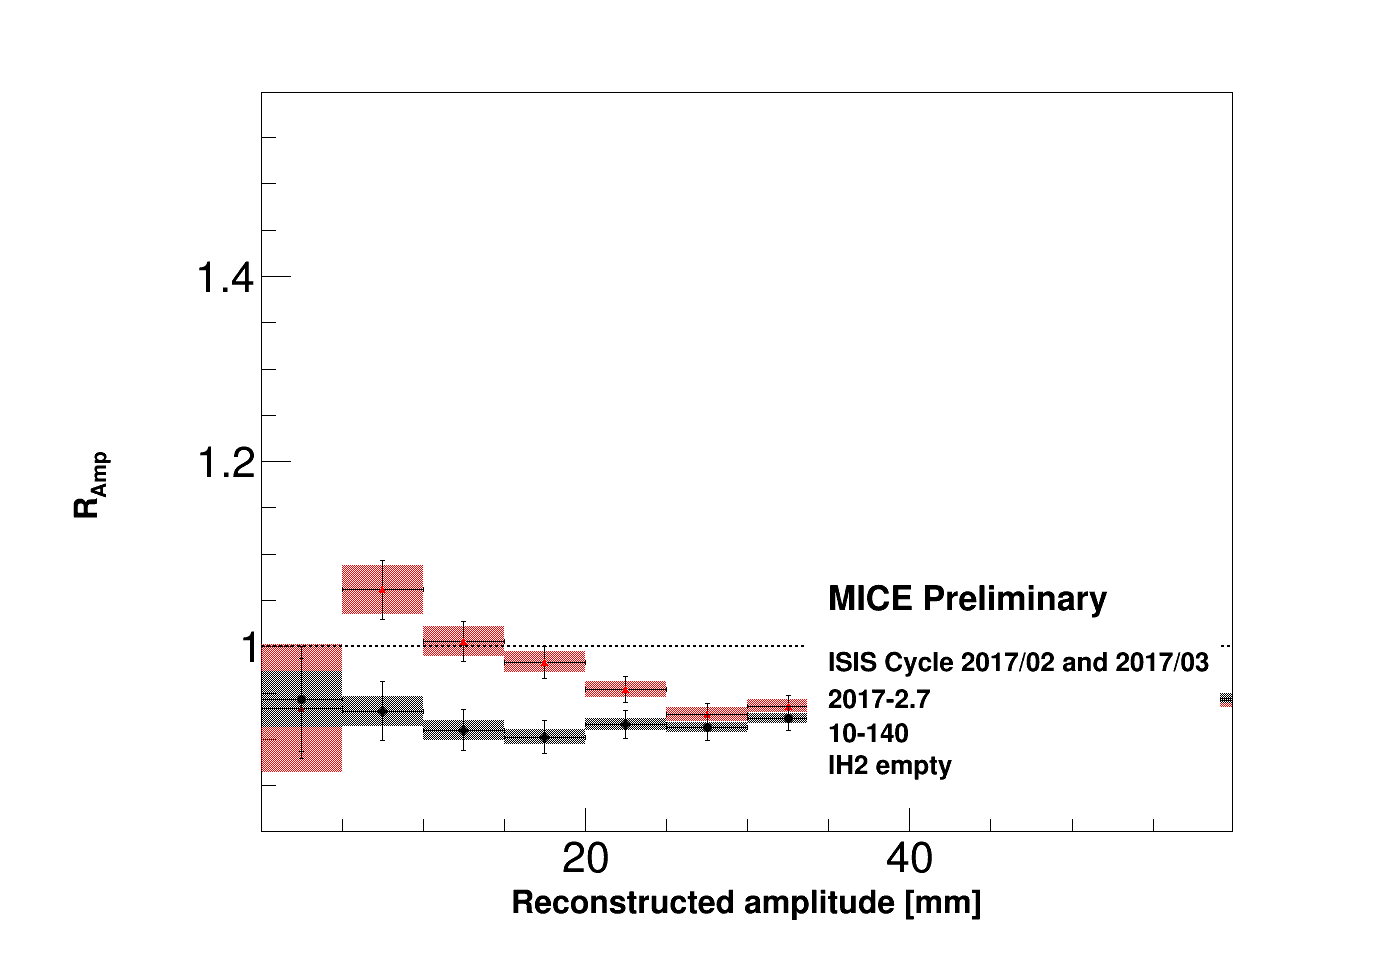 1.4
1.2
1
R_Amp
MICE Preliminary
ISIS Cycle 2017/02 and 2017/03
2017-2.7
10-140
lH2 empty
20 40
Reconstructed amplitude [mm]